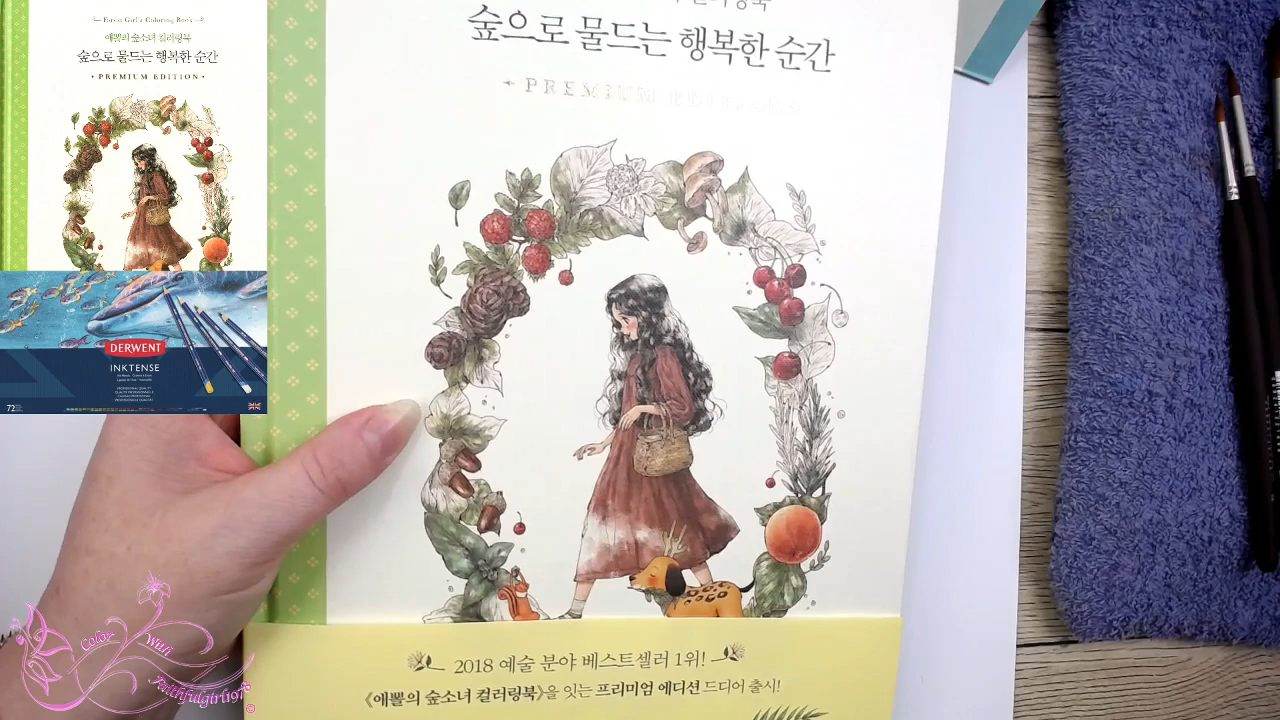 Forest Girl's Coloring Book
애뽈의 숲소녀 컬러링북
숲으로 물드는 행복한 순간
• PREMIUM EDITION •
DERWENT
INKTENSE
72
숲으로 물드는 행복한 순간
PREMIUM EDITION
2018 예술 분야 베스트셀러 1위!
《애뽈의 숲소녀 컬러링북》을 잇는 프리미엄 에디션 드디어 출시!
Color With
Faithfulgirl1976©